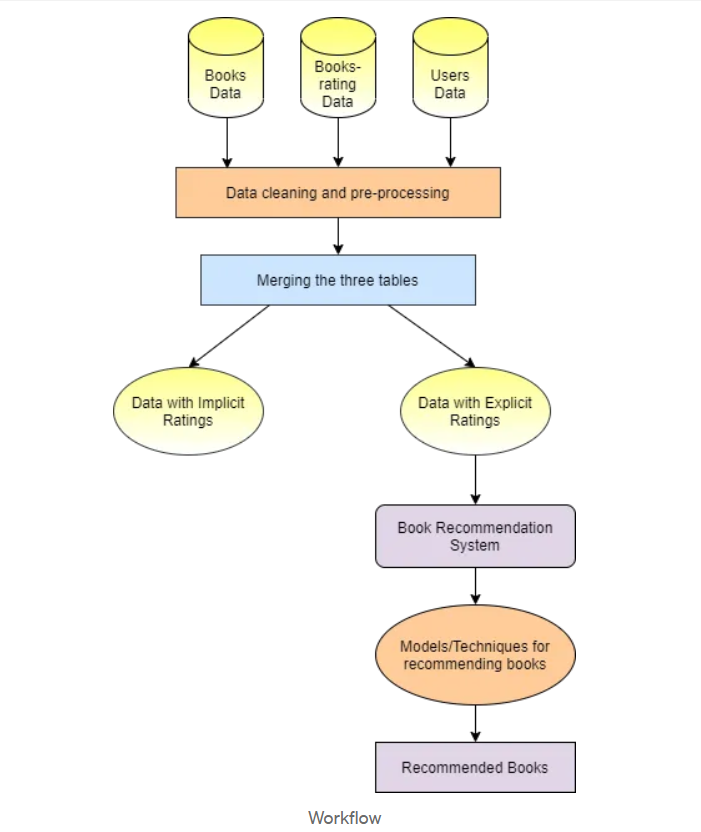 Books
Data
Books-
rating
Data
Users
Data
Data cleaning and pre-processing
Merging the three tables
Data with Implicit
Ratings
Data with Explicit
Ratings
Book Recommendation
System
Models/Techniques for
recommending books
Recommended Books
Workflow